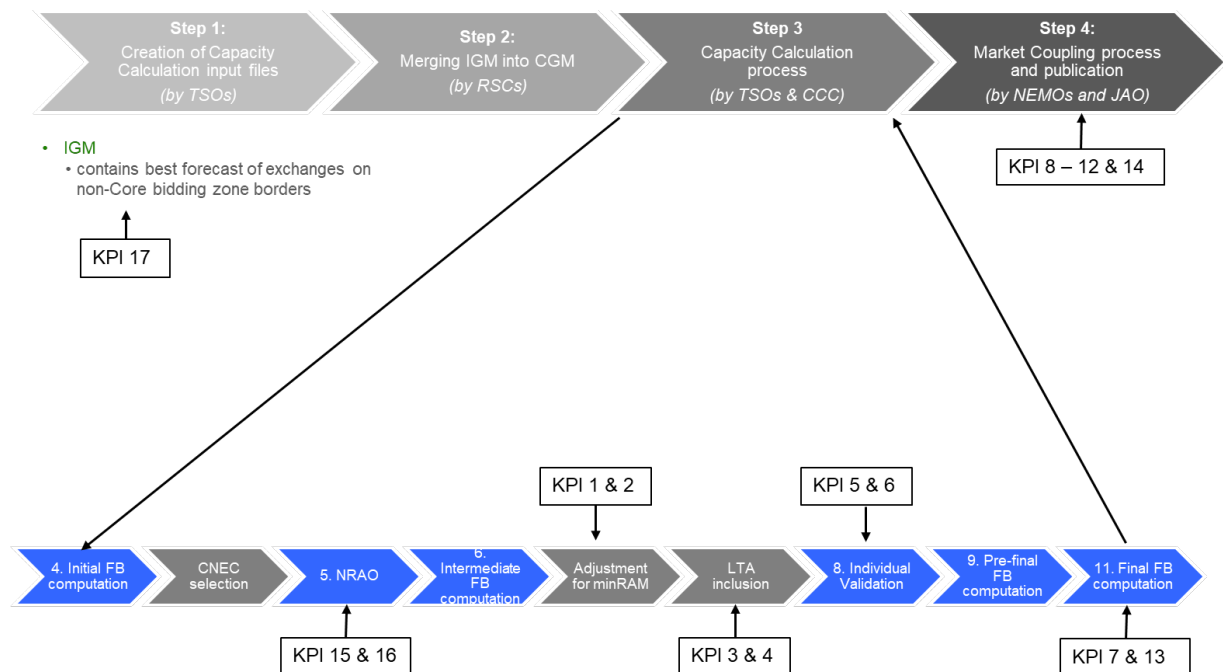 Step 1:
Creation of Capacity
Calculation input files
(by TSOs)
Step 2:
Merging IGM into CGM
(by RSCs)
Step 3
Capacity Calculation
process
(by TSOs & CCC)
Step 4:
Market Coupling process
and publication
(by NEMOs and JAO)
• IGM
• contains best forecast of exchanges on
non-Core bidding zone borders
KPI 17
KPI 8 – 12 & 14
KPI 1 & 2
KPI 5 & 6
4. Initial FB
computation
CNEC
selection
5. NRAO
6.
Intermediate
FB
computation
Adjustment
for minRAM
LTA
inclusion
8. Individual
Validation
9. Pre-final
FB
computation
11. Final FB
computation
KPI 15 & 16
KPI 3 & 4
KPI 7 & 13